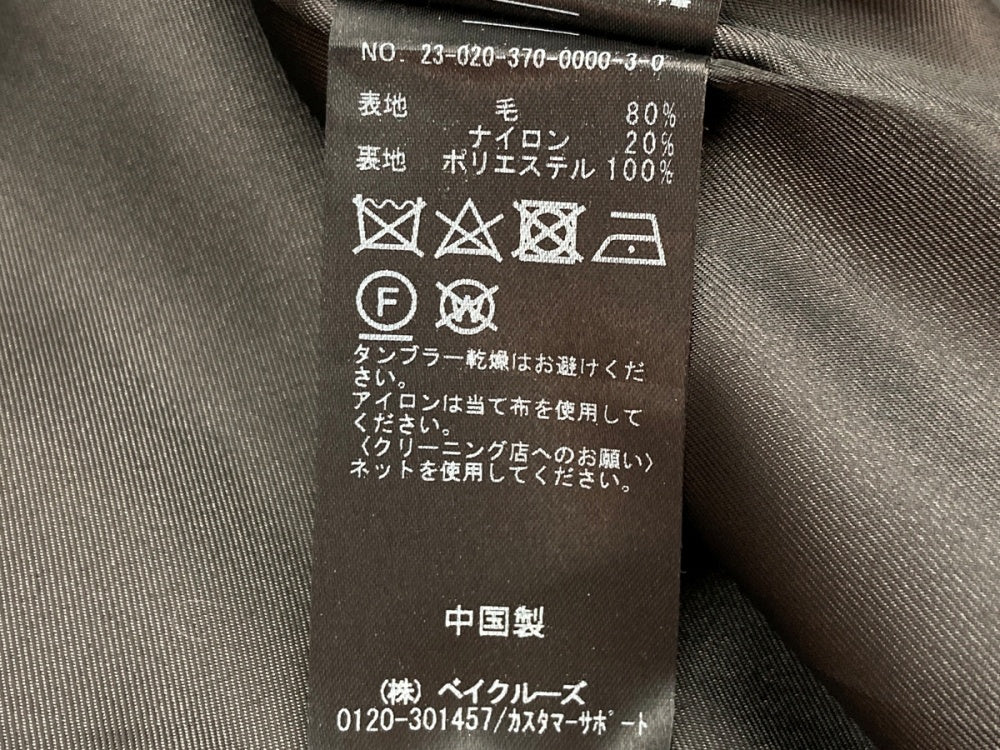 NO. 23-020-370-0000-3-0
表地 毛 80%
ナイロン 20%
裏地 ポリエステル 100%
F
W
タンブラー乾燥はお避けくだ
さい。
アイロンは当て布を使用して
ください。
〈クリーニング店へのお願い〉
ネットを使用してください。
中国製
(株) ベイクルーズ
0120-301457/カスタマーサポート